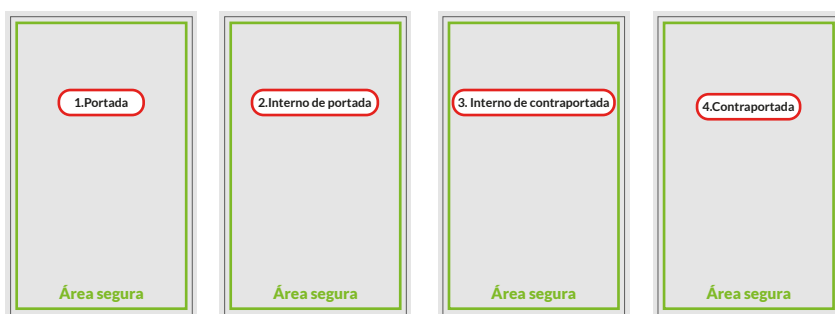 1.Portada
2.Interno de portada
3. Interno de contraportada
4.Contraportada
Área segura
Área segura
Área segura
Área segura